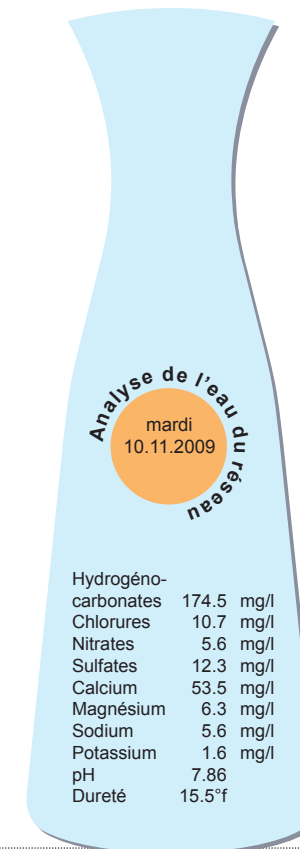 Analyse de l'eau du réseau
mardi
10.11.2009
Hydrogéno-
carbonates 174.5 mg/l
Chlorures 10.7 mg/l
Nitrates 5.6 mg/l
Sulfates 12.3 mg/l
Calcium 53.5 mg/l
Magnésium 6.3 mg/l
Sodium 5.6 mg/l
Potassium 1.6 mg/l
pH 7.86
Dureté 15.5°f